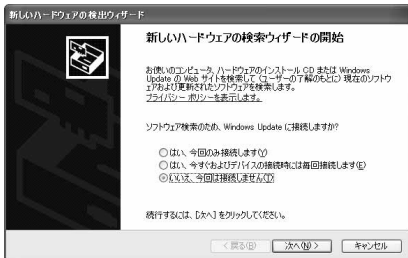 新しいハードウェアの検出ウィザード
新しいハードウェアの検索ウィザードの開始
お使いのコンピュータ、ハードウェアのインストール CD または Windows
Update の Web サイトを検索して (ユーザーの了解のもとに) 現在のソフトウ
ェアおよび更新されたソフトウェアを検索します。
プライバシー ポリシーを表示します。
ソフトウェア検索のため、Windows Update に接続しますか?
はい、今回のみ接続します(Y)
はい、今すぐおよびデバイスの接続時には毎回接続します(E)
いいえ、今回は接続しません(T)
続行するには、[次へ] をクリックしてください。
< 戻る(B)
次へ(N) >
キャンセル